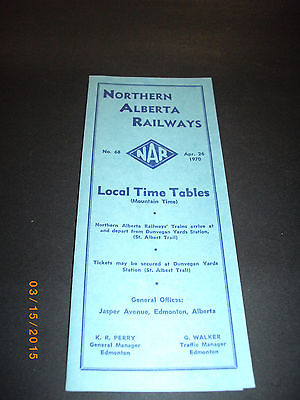 NORTHERN
ALBERTA
RAILWAYS
No. 68
NAR
Apr. 26
1970
Local Time Tables
(Mountain Time)
Northern Alberta Railways' Trains arrive at
and depart from Dunvegan Yards Station,
(St. Albert Trail)
Tickets may be secured at Dunvegan Yards
Station (St. Albert Trail)
General Offices:
Jasper Avenue, Edmonton, Alberta
K. R. PERRY
General Manager
Edmonton
G. WALKER
Traffic Manager
Edmonton
03/15/2015